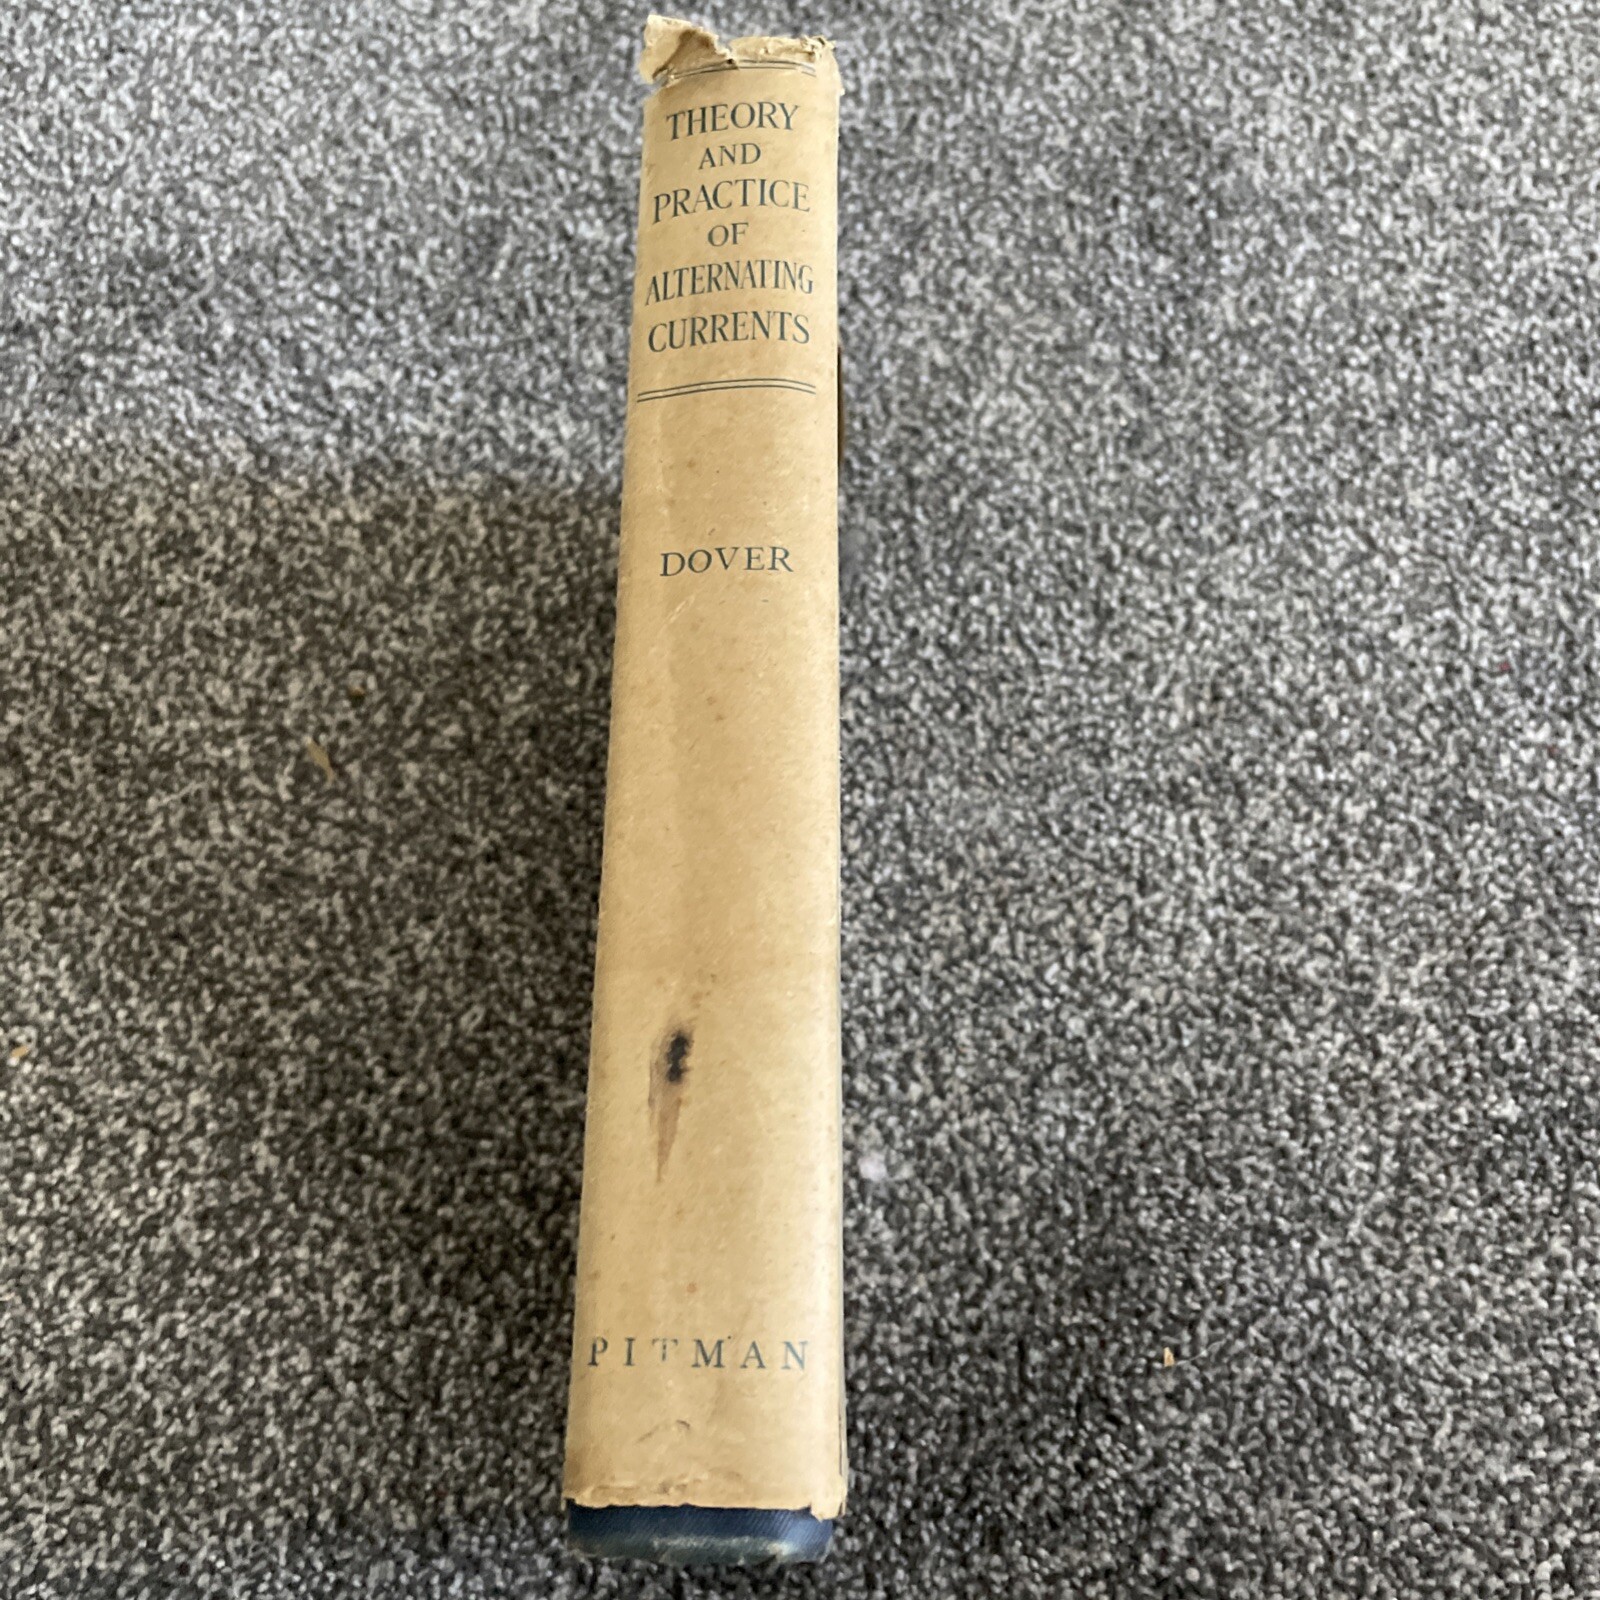 THEORY
AND
PRACTICE
OF
ALTERNATING
CURRENTS
DOVER
PITMAN